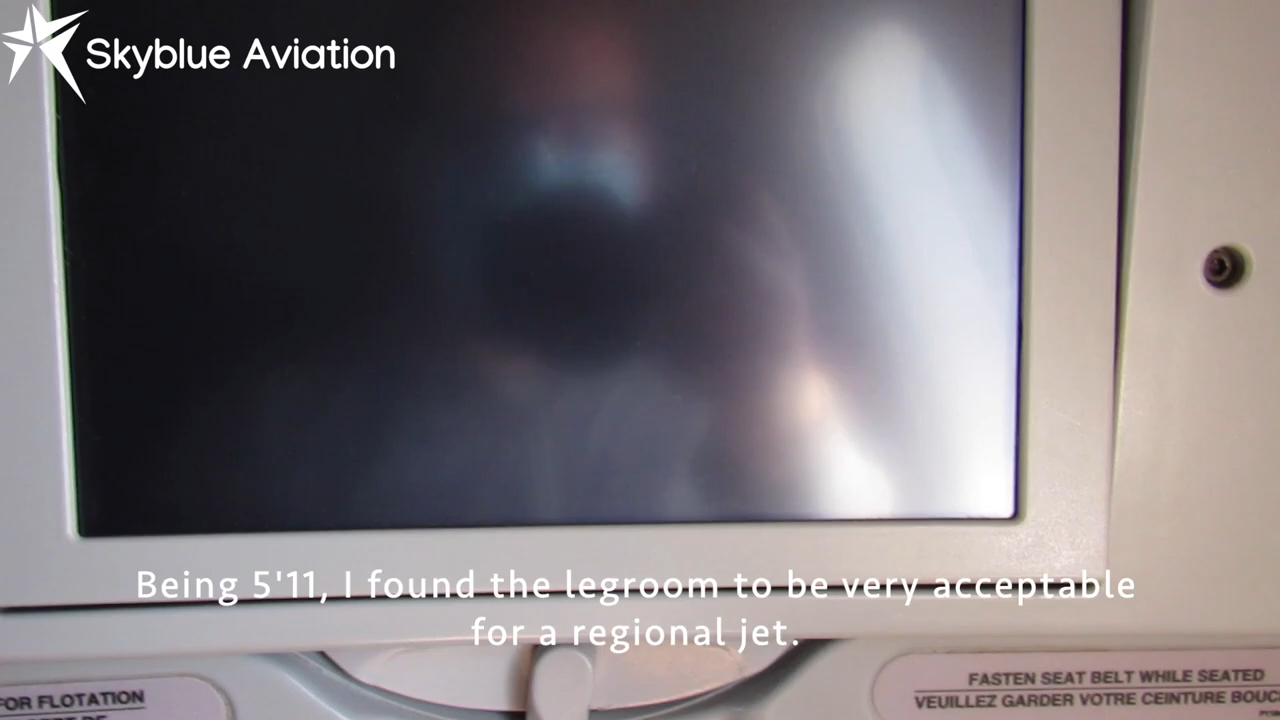 Skyblue Aviation
Being 5'11, I found the legroom to be very acceptable
for a regional jet.
FOR FLOTATION
FASTEN SEAT BELT WHILE SEATED
VEUILLEZ GARDER VOTRE CEINTURE